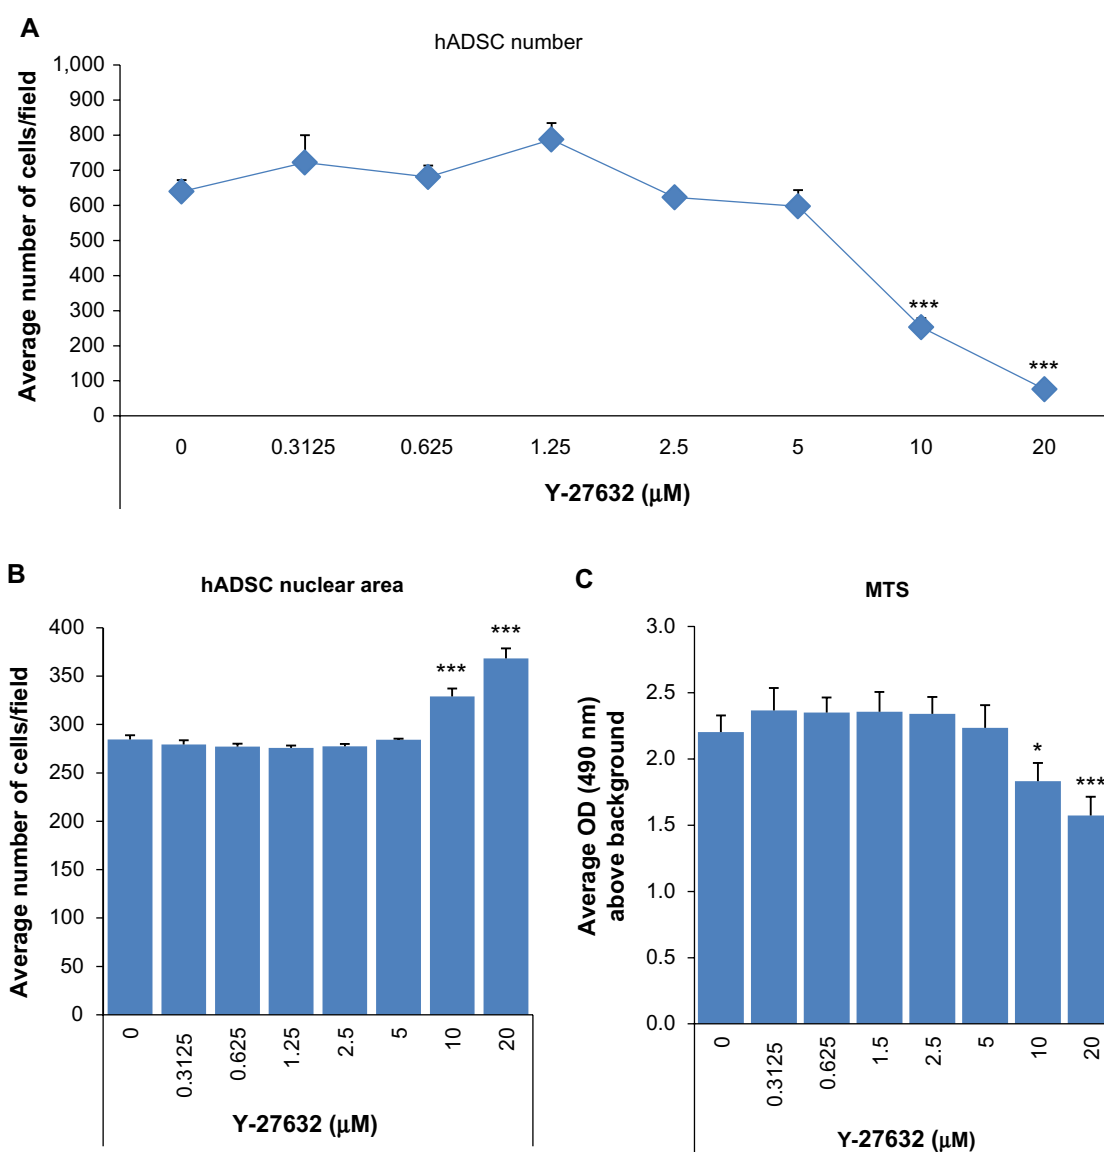 A
hADSC number
Average number of cells/field
1,000
900
800
700
600
500
400
300
200
100
0
***
***
0 0.3125 0.625 1.25 2.5 5 10 20
Y-27632 (μM)
B
hADSC nuclear area
Average number of cells/field
400
350
300
250
200
150
100
50
0
***
***
0 0.3125 0.625 1.25 2.5 5 10 20
Y-27632 (μM)
C
MTS
Average OD (490 nm)
above background
3.0
2.5
2.0
1.5
1.0
0.5
0.0
*
***
0 0.3125 0.625 1.5 2.5 5 10 20
Y-27632 (μM)